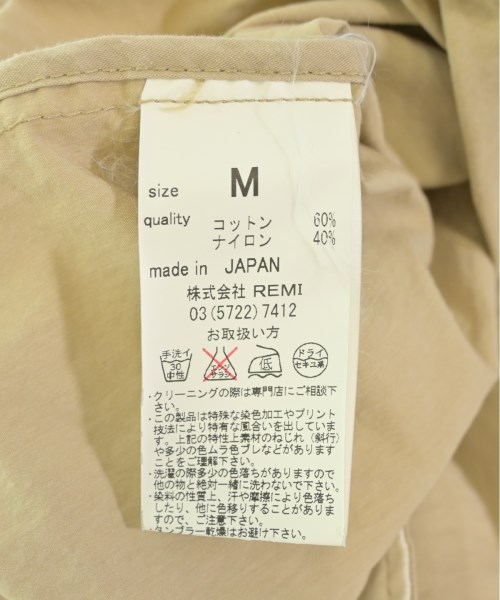 size M
quality コットン 60%
ナイロン 40%
made in JAPAN
株式会社 REMI
03(5722)7412
お取扱い方
手洗イ 30 中性 エンソ サラシ 低 ドライ セキユ系
・クリーニングの際は専門店にご相談下
さい。
・この製品は特殊な染色加工やプリント
技法により特有な風合いを出していま
す。上記の特性上素材のねじれ(斜行)
や多少の色ムラ色ブレなどがあります
ことをご理解下さい。
・洗濯の際多少の色落ちがありますので
他の物と絶対一緒に洗わないで下さい。
・染料の性質上、汗や摩擦により色落ち
したり、他に色移りすることがありま
すので、ご注意下さい。
・タンブラー乾燥はお避け下さい。